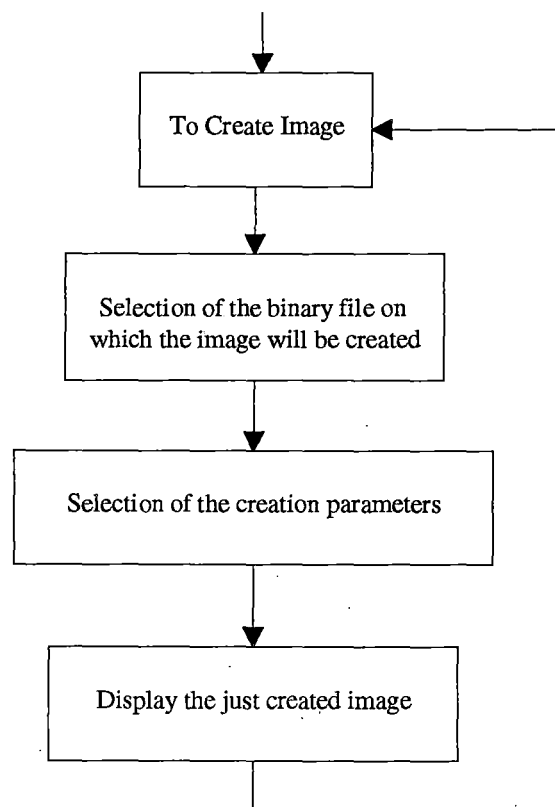 To Create Image
Selection of the binary file on
which the image will be created
Selection of the creation parameters
Display the just created image